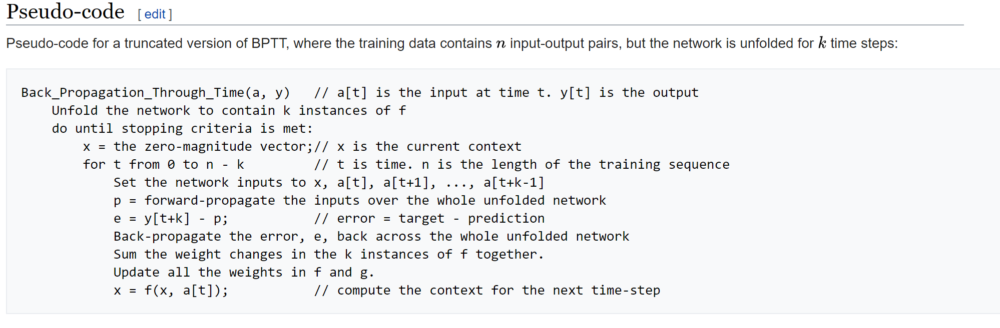 Pseudo-code [ edit ]
Pseudo-code for a truncated version of BPTT, where the training data contains n input-output pairs, but the network is unfolded for k time steps:
Back_Propagation_Through_Time(a, y)   // a[t] is the input at time t. y[t] is the output
    Unfold the network to contain k instances of f
    do until stopping criteria is met:
        x = the zero-magnitude vector;// x is the current context
        for t from 0 to n - k         // t is time. n is the length of the training sequence
            Set the network inputs to x, a[t], a[t+1], ..., a[t+k-1]
            p = forward-propagate the inputs over the whole unfolded network
            e = y[t+k] - p;           // error = target - prediction
            Back-propagate the error, e, back across the whole unfolded network
            Sum the weight changes in the k instances of f together.
            Update all the weights in f and g.
            x = f(x, a[t]);           // compute the context for the next time-step